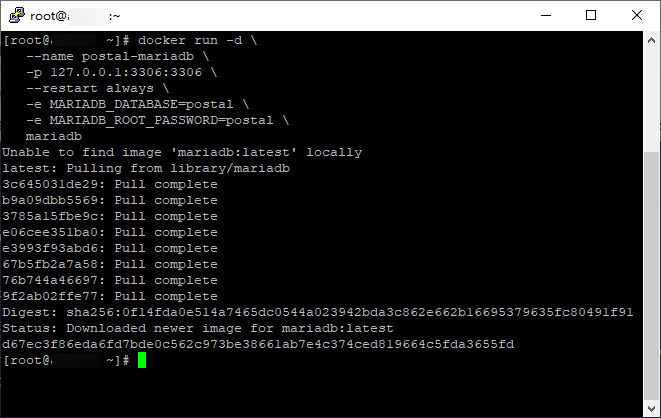 root@a :~
[root@a ~]# docker run -d \
--name postal-mariadb \
-p 127.0.0.1:3306:3306 \
--restart always \
-e MARIADB_DATABASE=postal \
-e MARIADB_ROOT_PASSWORD=postal \
mariadb
Unable to find image 'mariadb:latest' locally
latest: Pulling from library/mariadb
3c645031de29: Pull complete
b9a09dbb5569: Pull complete
3785a15fbe9c: Pull complete
e06cee351ba0: Pull complete
e3993f93abd6: Pull complete
67b5fb2a7a58: Pull complete
76b744a46697: Pull complete
9f2ab02ffe77: Pull complete
Digest: sha256:0f14fda0e514a7465dc0544a023942bda3c862e662b16695379635fc80491f91
Status: Downloaded newer image for mariadb:latest
d67ec3f86eda6fd7bde0c562c973be38661ab7e4c374ced819664c5fda3655fd
[root@a ~]#